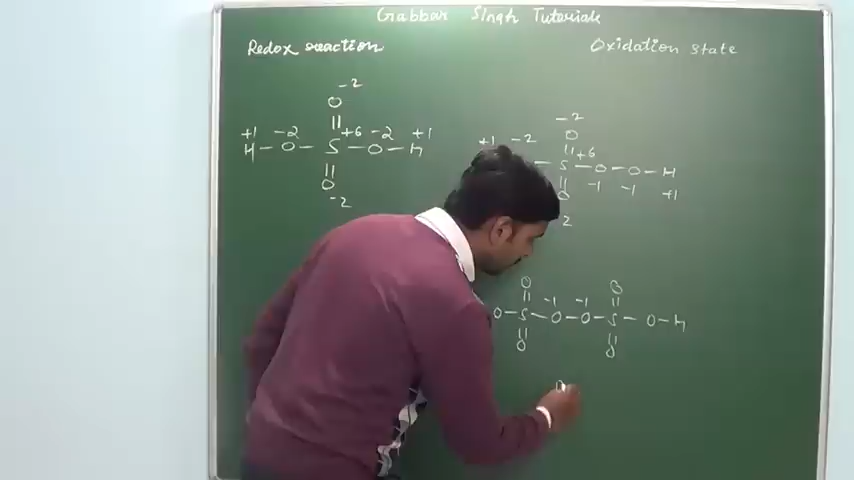 Gabbar Singh Tutorials
Redox reaction
Oxidation state
-2
O
||
+1 -2 +6 -2 +1
H-O-S-O-H
||
O
-2
-2
O
+1 -2 || +6
-S-O-O-H
|| -1 -1 +1
O
2
O O
|| -1 -1 ||
O-S-O-O-S-O-H
|| ||
O O